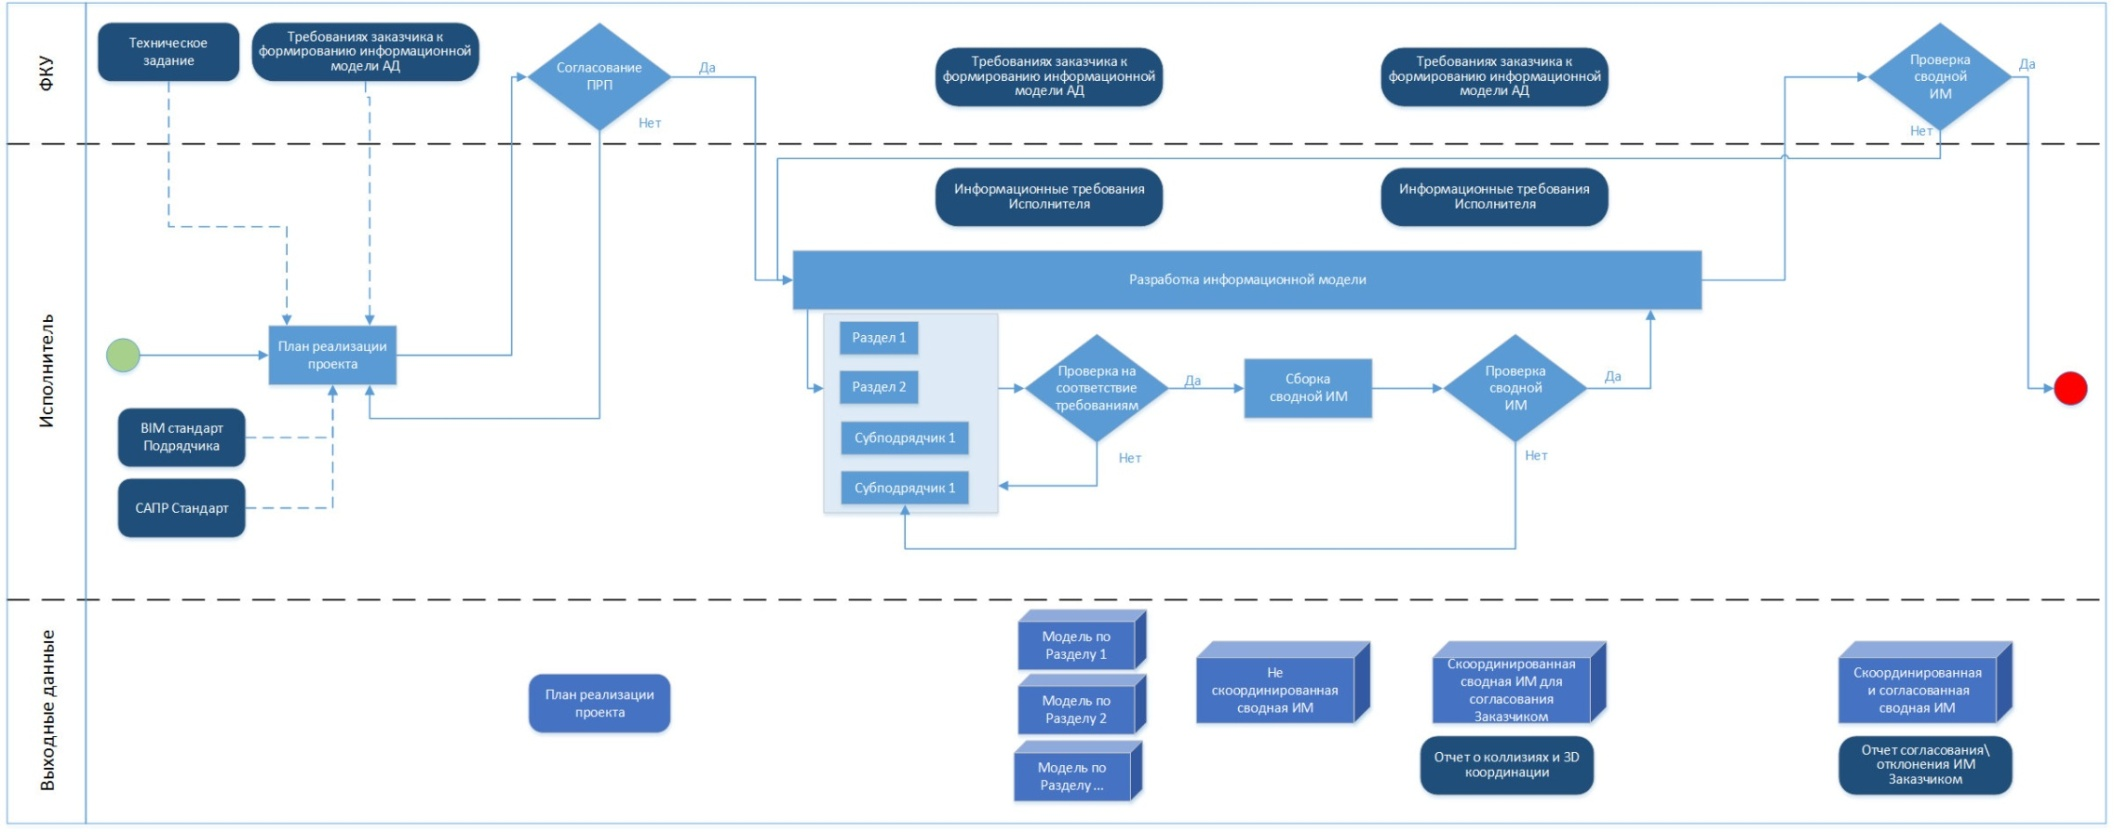 ФКУ
Техническое
задание
Требованиях заказчика к
формированию информационной
модели АД
Согласование
ПРП
Да
Нет
Требованиях заказчика к
формированию информационной
модели АД
Требованиях заказчика к
формированию информационной
модели АД
Проверка
сводной
ИМ
Да
Нет
Исполнитель
Информационные требования
Исполнителя
Информационные требования
Исполнителя
Разработка информационной модели
План реализации
проекта
BIM стандарт
Подрядчика
САПР Стандарт
Раздел 1
Раздел 2
Субподрядчик 1
Субподрядчик 1
Проверка на
соответствие
требованиям
Да
Нет
Сборка
сводной ИМ
Проверка
сводной
ИМ
Да
Нет
Выходные данные
План реализации
проекта
Модель по
Разделу 1
Модель по
Разделу 2
Модель по
Разделу ...
Не
скоординированная
сводная ИМ
Скоординированная
сводная ИМ для
согласования
Заказчиком
Отчет о коллизиях и 3D
координации
Скоординированная
и согласованная
сводная ИМ
Отчет согласования\
отклонения ИМ
Заказчиком